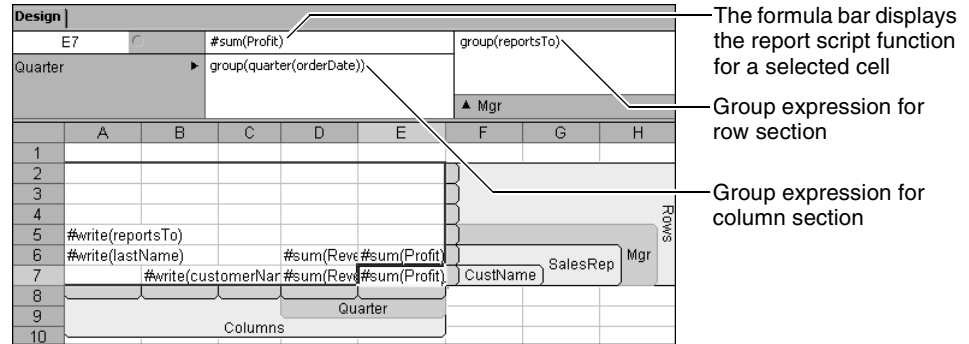 Design
E7 #sum(Profit) group(reportsTo)
Quarter group(quarter(orderDate))
Mgr
A B C D E F G H
1
2
3
4
5 #write(reportsTo)
6 #write(lastName) #sum(Reve #sum(Profit)
7 #write(customerNar #sum(Reve #sum(Profit)
8
9
10
CustName SalesRep Mgr Rows
Quarter
Columns
The formula bar displays
the report script function
for a selected cell
Group expression for
row section
Group expression for
column section